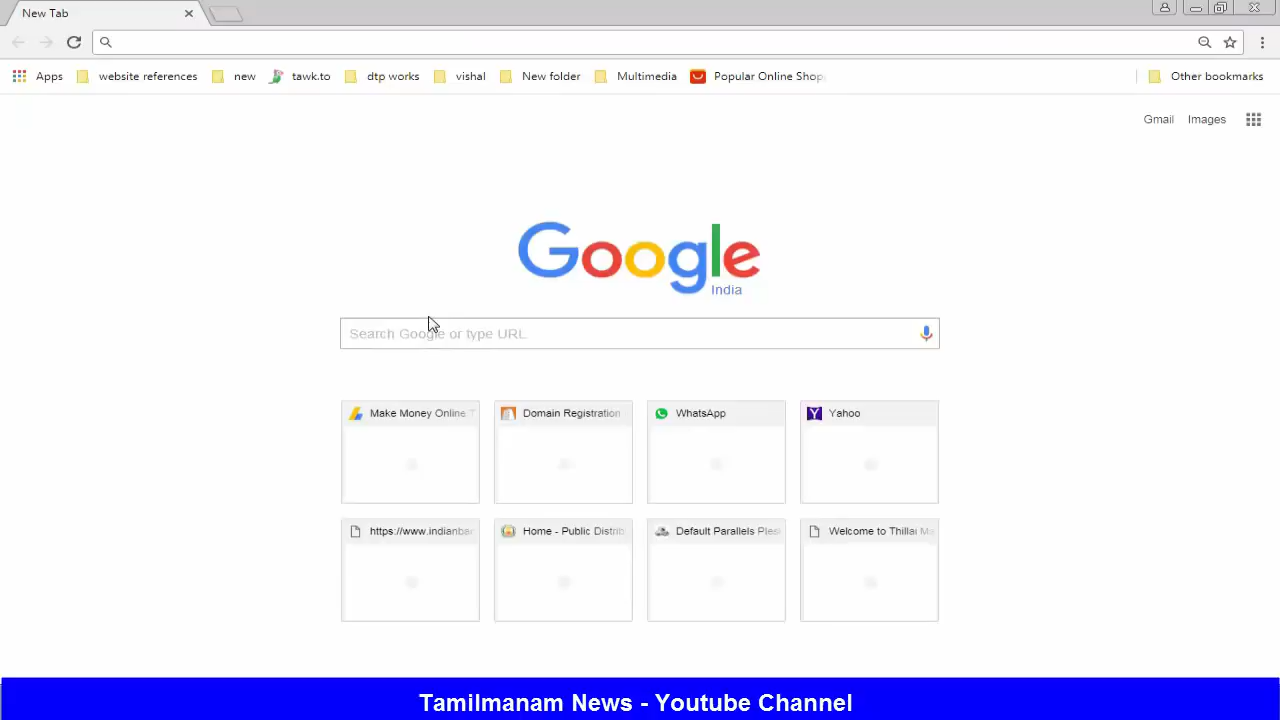 New Tab
Apps website references new tawk.to dtp works vishal New folder Multimedia Popular Online Shop Other bookmarks
Gmail Images
Google
India
Search Google or type URL
Make Money Online T Domain Registration WhatsApp Yahoo
https://www.indianba Home - Public Distrib Default Parallels Ples Welcome to Thillai Ma
Tamilmanam News - Youtube Channel